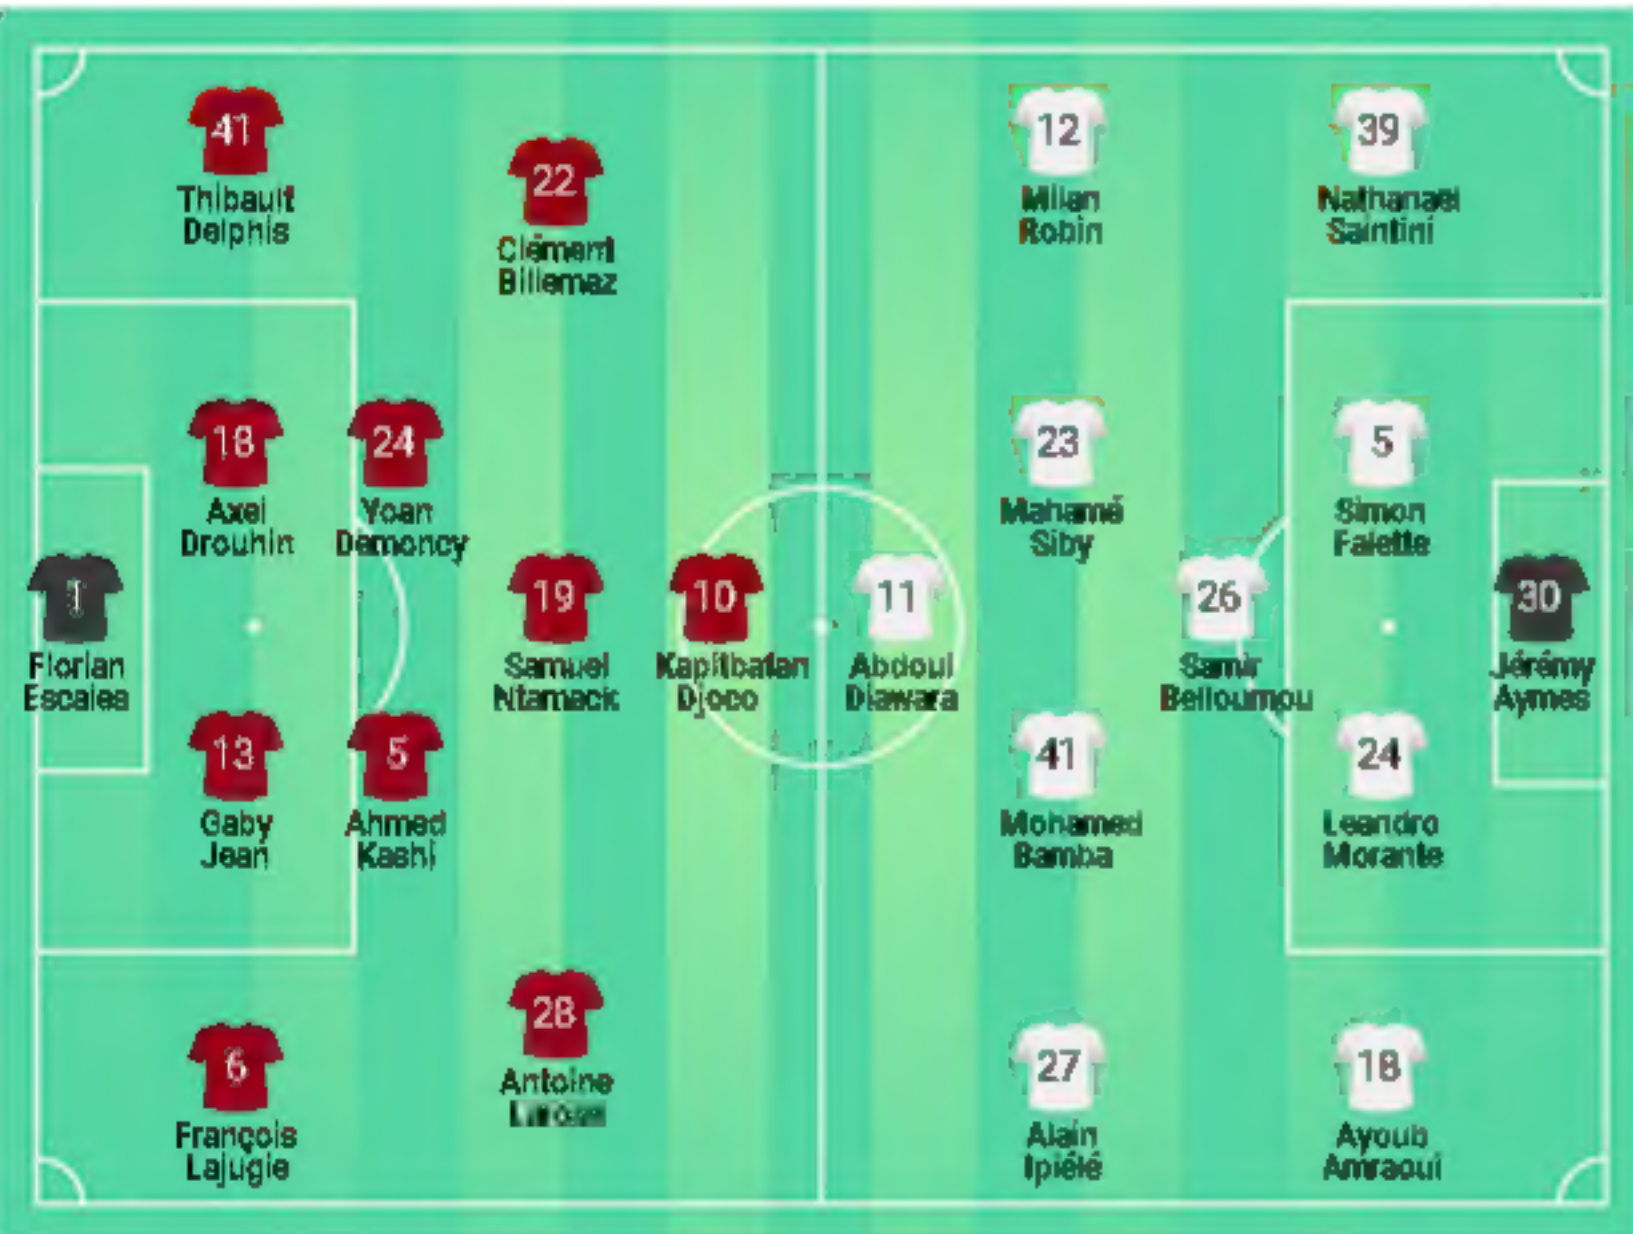 41
Thibault
Delphis
22
Clément
Billemaz
18
Axel
Drouhin
24
Yoan
Demoncy
1
Florian
Escales
19
Samuel
Ntamack
10
Kapitbafan
Djoco
13
Gaby
Jean
5
Ahmed
Kashi
6
François
Lajugie
28
Antoine
12
Milan
Robin
39
Nathanaël
Saintini
23
Mahamé
Siby
5
Simon
Falette
11
Abdoul
Diawara
26
Samir
Belloumou
30
Jérémy
Aymes
41
Mohamed
Bamba
24
Leandro
Morante
27
Alain
Ipiélé
18
Ayoub
Amraoui